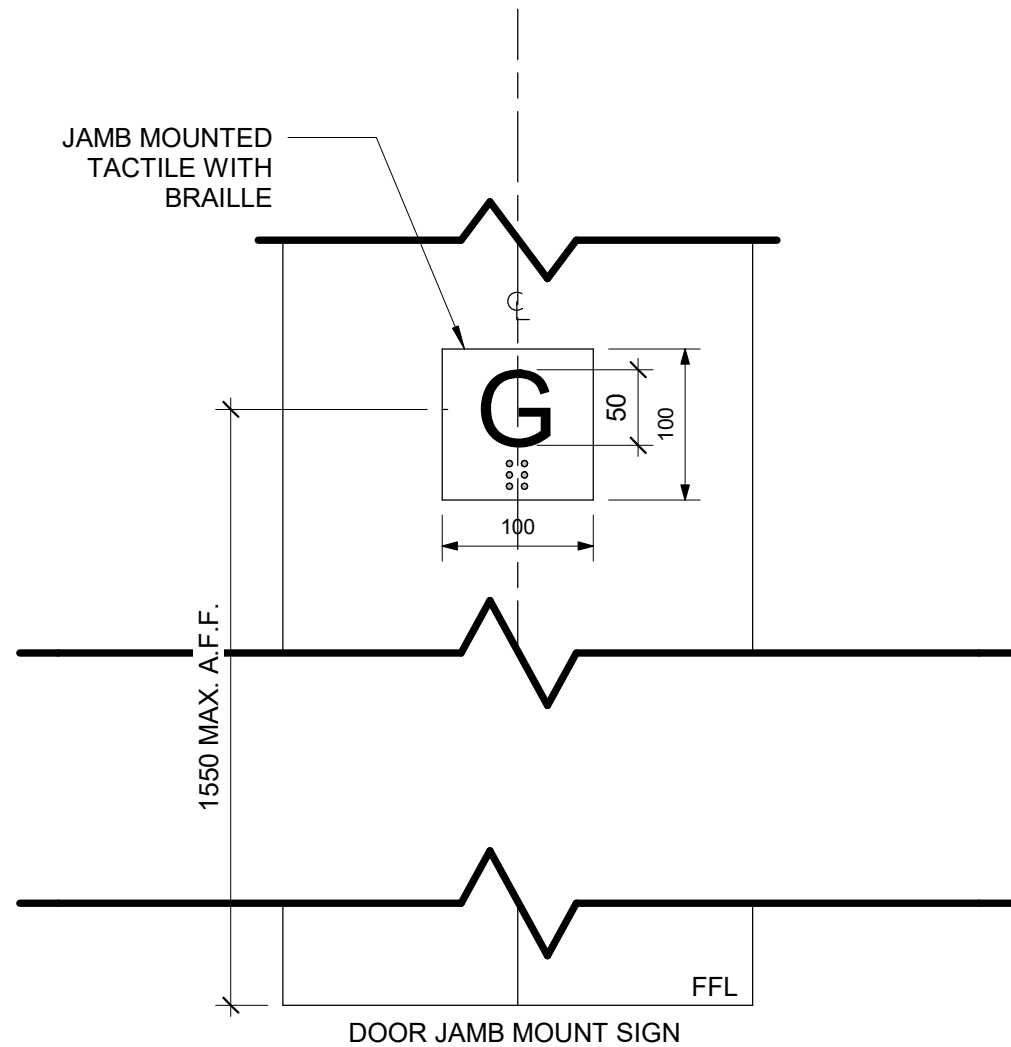 JAMB MOUNTED
TACTILE WITH
BRAILLE
℄
G
50
100
100
1550 MAX. A.F.F.
FFL
DOOR JAMB MOUNT SIGN